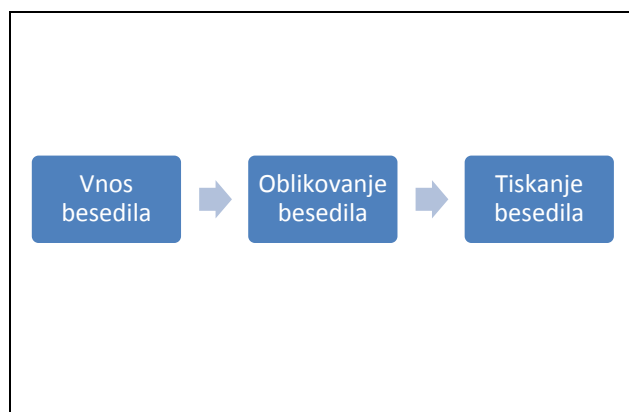 Vnos
besedila
Oblikovanje
besedila
Tiskanje
besedila